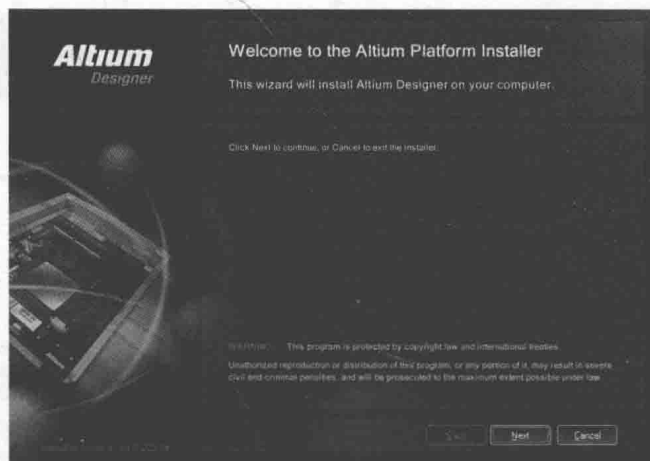 Altium
Designer
Welcome to the Altium Platform Installer
This wizard will install Altium Designer on your computer.
Click Next to continue, or Cancel to exit the installer.
WARNING: This program is protected by copyright law and international treaties.
Unauthorized reproduction or distribution of this program, or any portion of it, may result in severe
civil and criminal penalties, and will be prosecuted to the maximum extent possible under law.
Next
Cancel